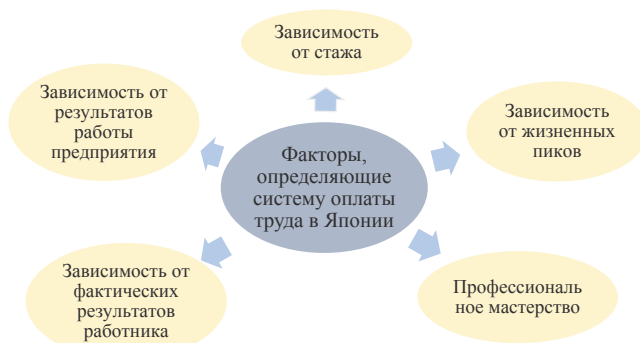 Зависимость
от стажа
Зависимость от
результатов
работы
предприятия
Зависимость
от жизненных
пиков
Факторы,
определяющие
систему оплаты
труда в Японии
Зависимость от
фактических
результатов
работника
Профессиональ
ное мастерство